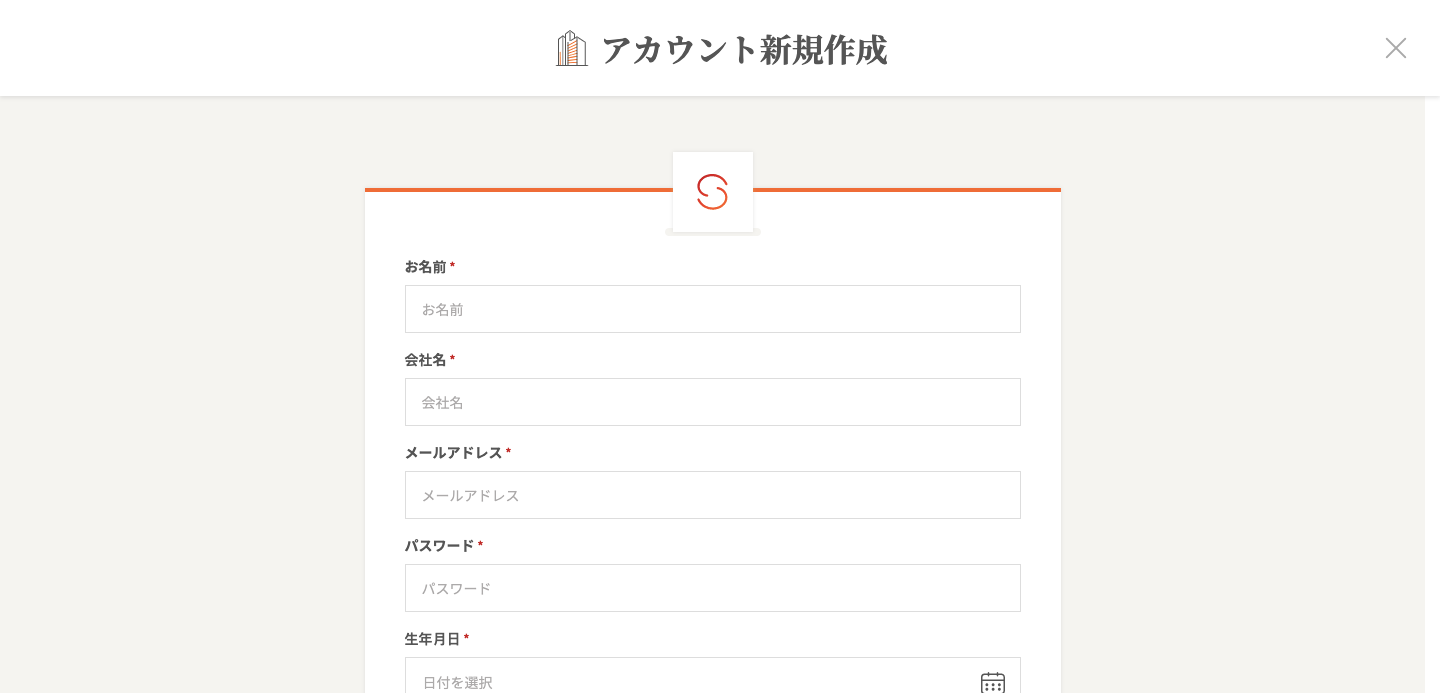 アカウント新規作成
お名前 *
お名前
会社名 *
会社名
メールアドレス *
メールアドレス
パスワード *
パスワード
生年月日 *
日付を選択